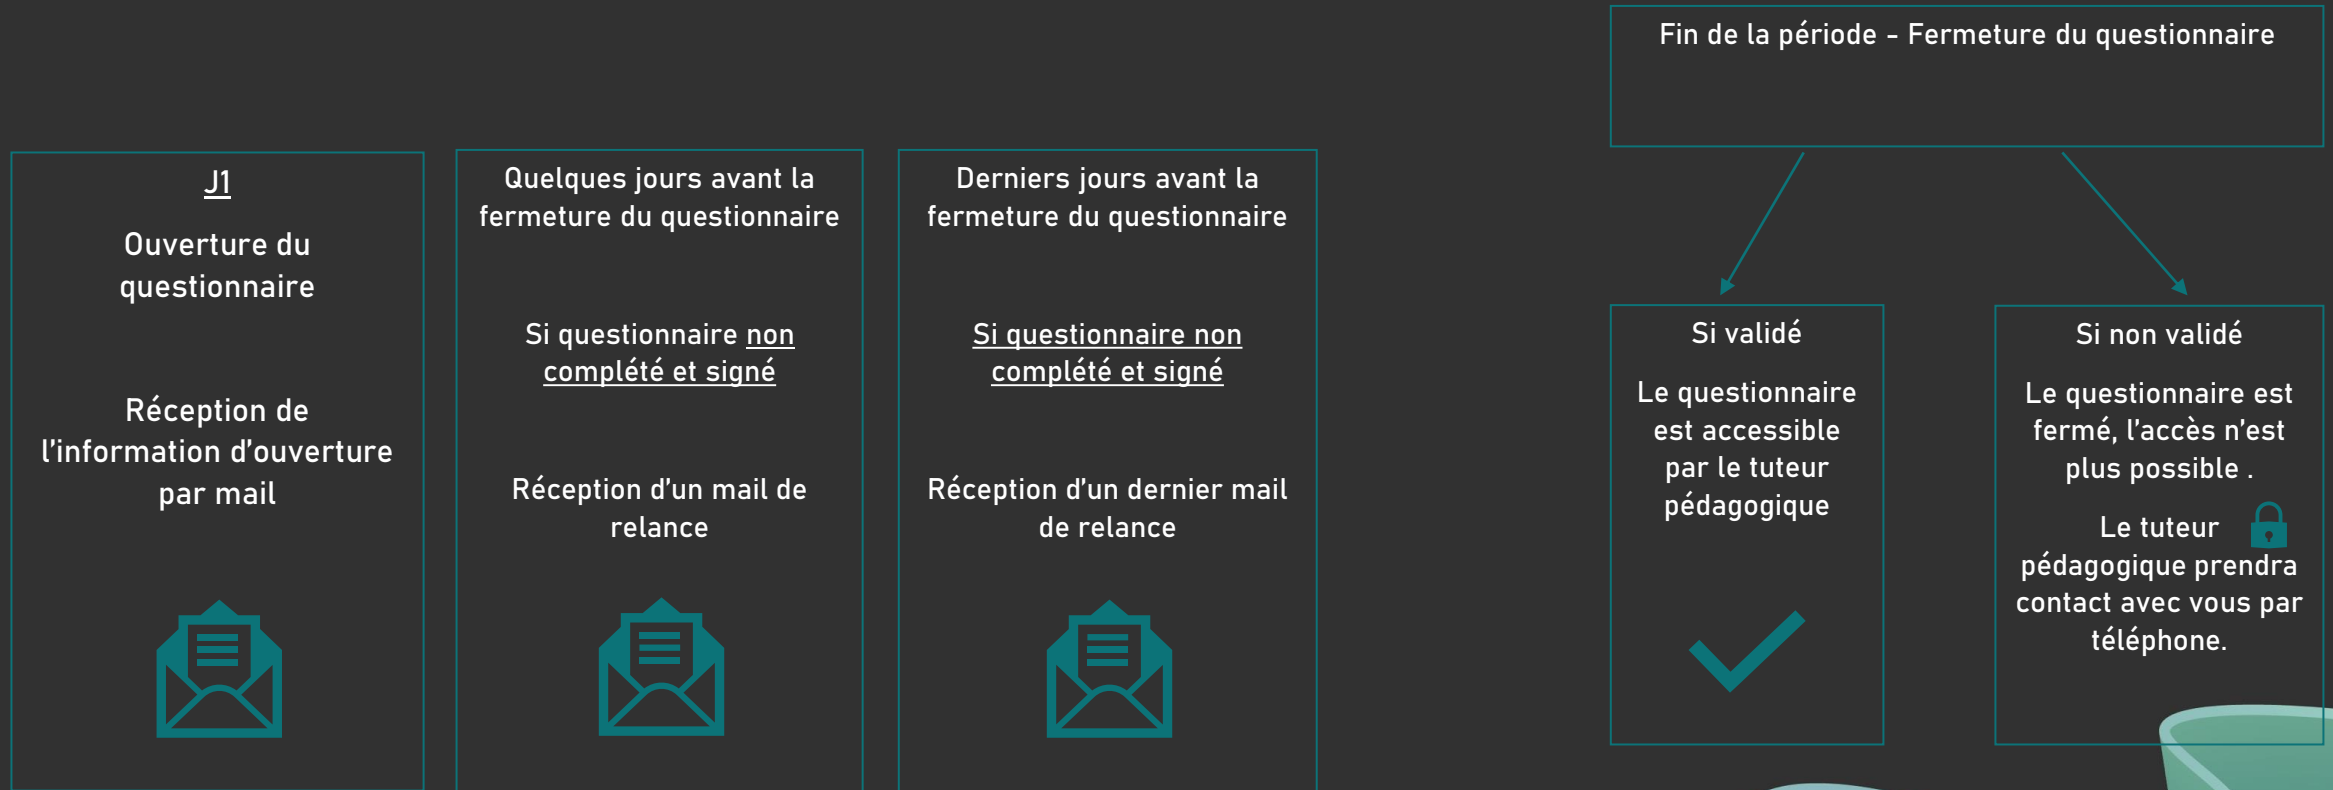 J1
Ouverture du
questionnaire
Réception de
l'information d'ouverture
par mail
Quelques jours avant la
fermeture du questionnaire
Si questionnaire non
complété et signé
Réception d'un mail de
relance
Derniers jours avant la
fermeture du questionnaire
Si questionnaire non
complété et signé
Réception d'un dernier mail
de relance
Fin de la période - Fermeture du questionnaire
Si validé
Le questionnaire
est accessible
par le tuteur
pédagogique
Si non validé
Le questionnaire est
fermé, l'accès n'est
plus possible .
Le tuteur
pédagogique prendra
contact avec vous par
téléphone.